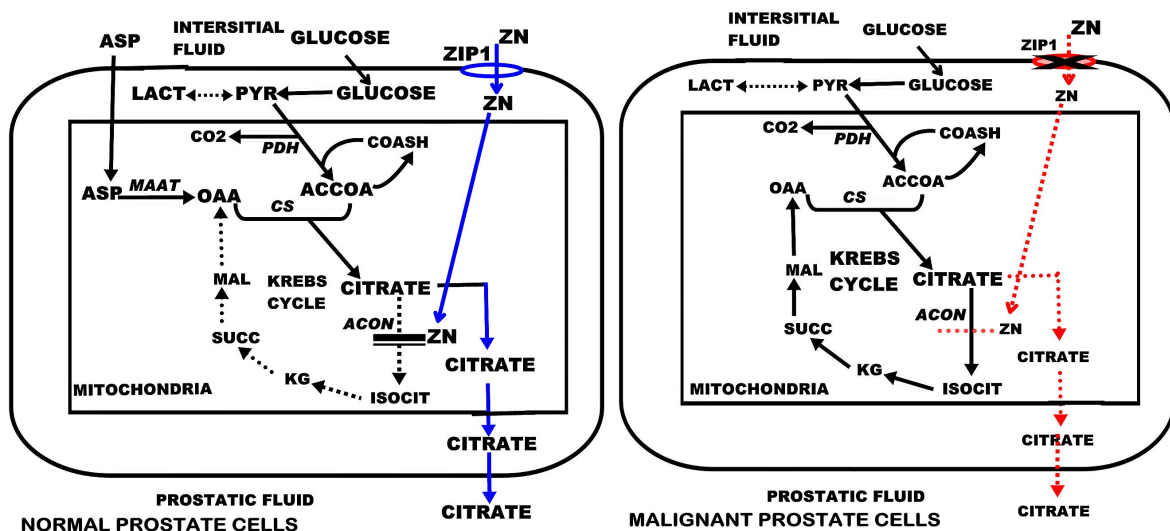 ZN
ASP
INTERSITIAL
FLUID
GLUCOSE
ZIP1
LACT
PYR
GLUCOSE
ZN
CO2
PDH
COASH
ASP
MAAT
OAA
ACCOA
CS
MAL
KREBS
CYCLE
CITRATE
ACON
ZN
SUCC
CITRATE
KG
ISOCIT
MITOCHONDRIA
CITRATE
PROSTATIC FLUID
CITRATE
NORMAL PROSTATE CELLS
INTERSITIAL
FLUID
GLUCOSE
ZN
ZIP1
LACT
PYR
GLUCOSE
ZN
CO2
PDH
COASH
OAA
ACCOA
CS
MAL
KREBS
CYCLE
CITRATE
ACON
ZN
SUCC
CITRATE
KG
ISOCIT
MITOCHONDRIA
CITRATE
PROSTATIC FLUID
CITRATE
MALIGNANT PROSTATE CELLS